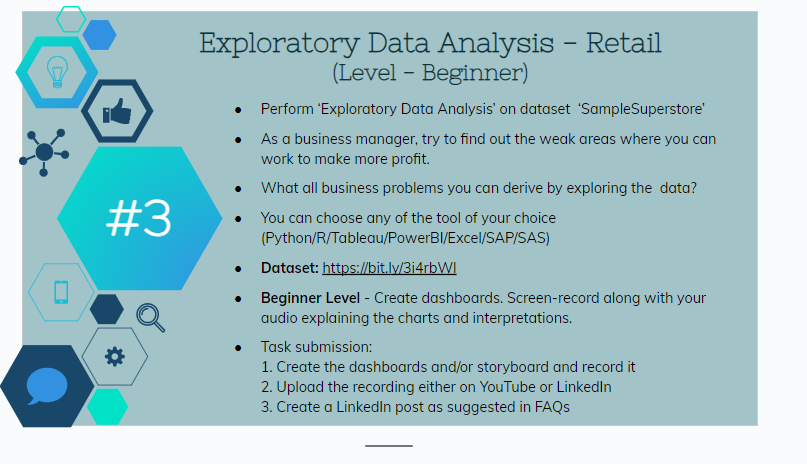 Exploratory Data Analysis – Retail
(Level – Beginner)
#3
● Perform ‘Exploratory Data Analysis’ on dataset ‘SampleSuperstore’
● As a business manager, try to find out the weak areas where you can
work to make more profit.
● What all business problems you can derive by exploring the data?
● You can choose any of the tool of your choice
(Python/R/Tableau/PowerBI/Excel/SAP/SAS)
● Dataset: https://bit.ly/3i4rbWl
● Beginner Level - Create dashboards. Screen-record along with your
audio explaining the charts and interpretations.
● Task submission:
1. Create the dashboards and/or storyboard and record it
2. Upload the recording either on YouTube or LinkedIn
3. Create a LinkedIn post as suggested in FAQs